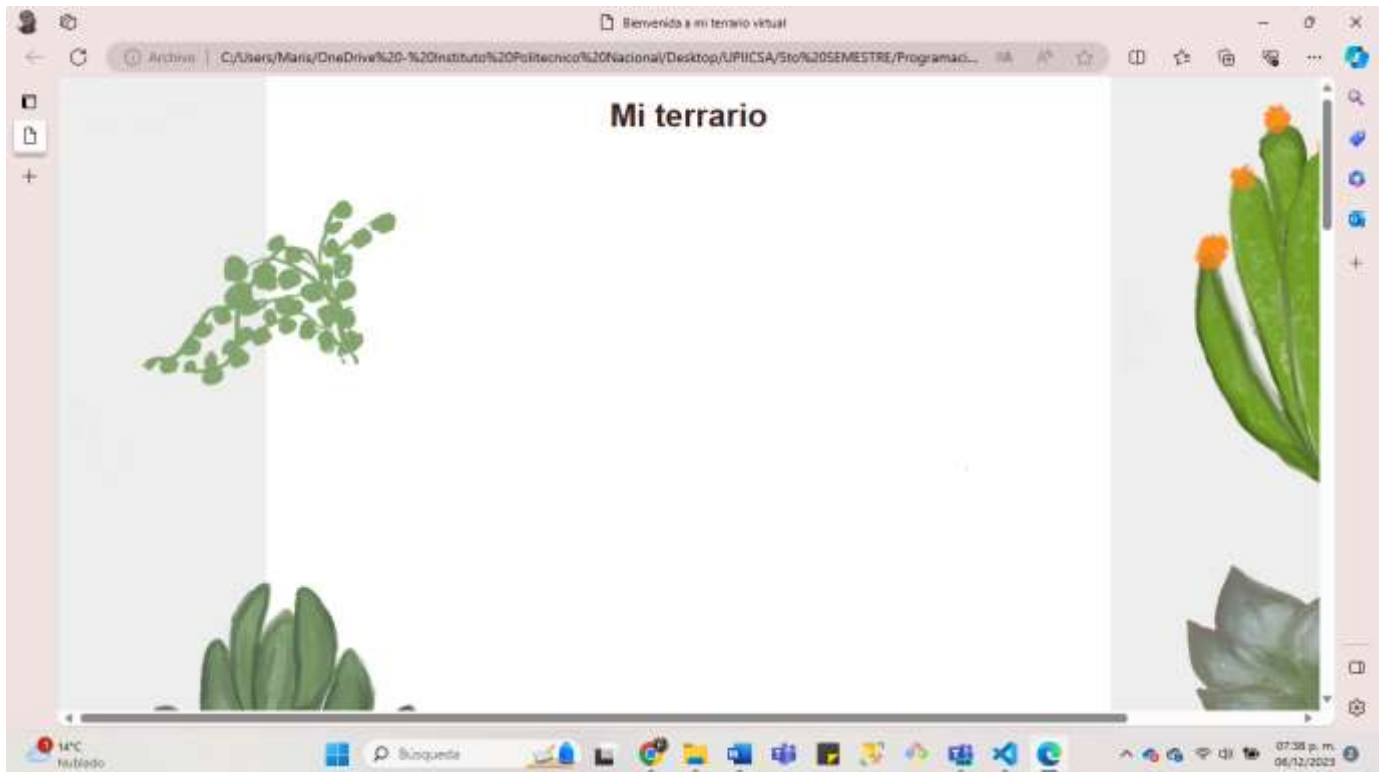 Bienvenida a mi terrario virtual
Archivo C:/Users/Maris/OneDrive%20-%20Instituto%20Politecnico%20Nacional/Desktop/UPIICSA/5to%20SEMESTRE/Programaci...
Mi terrario
14°C
Nublado
Búsqueda
07:38 p. m.
06/12/2023